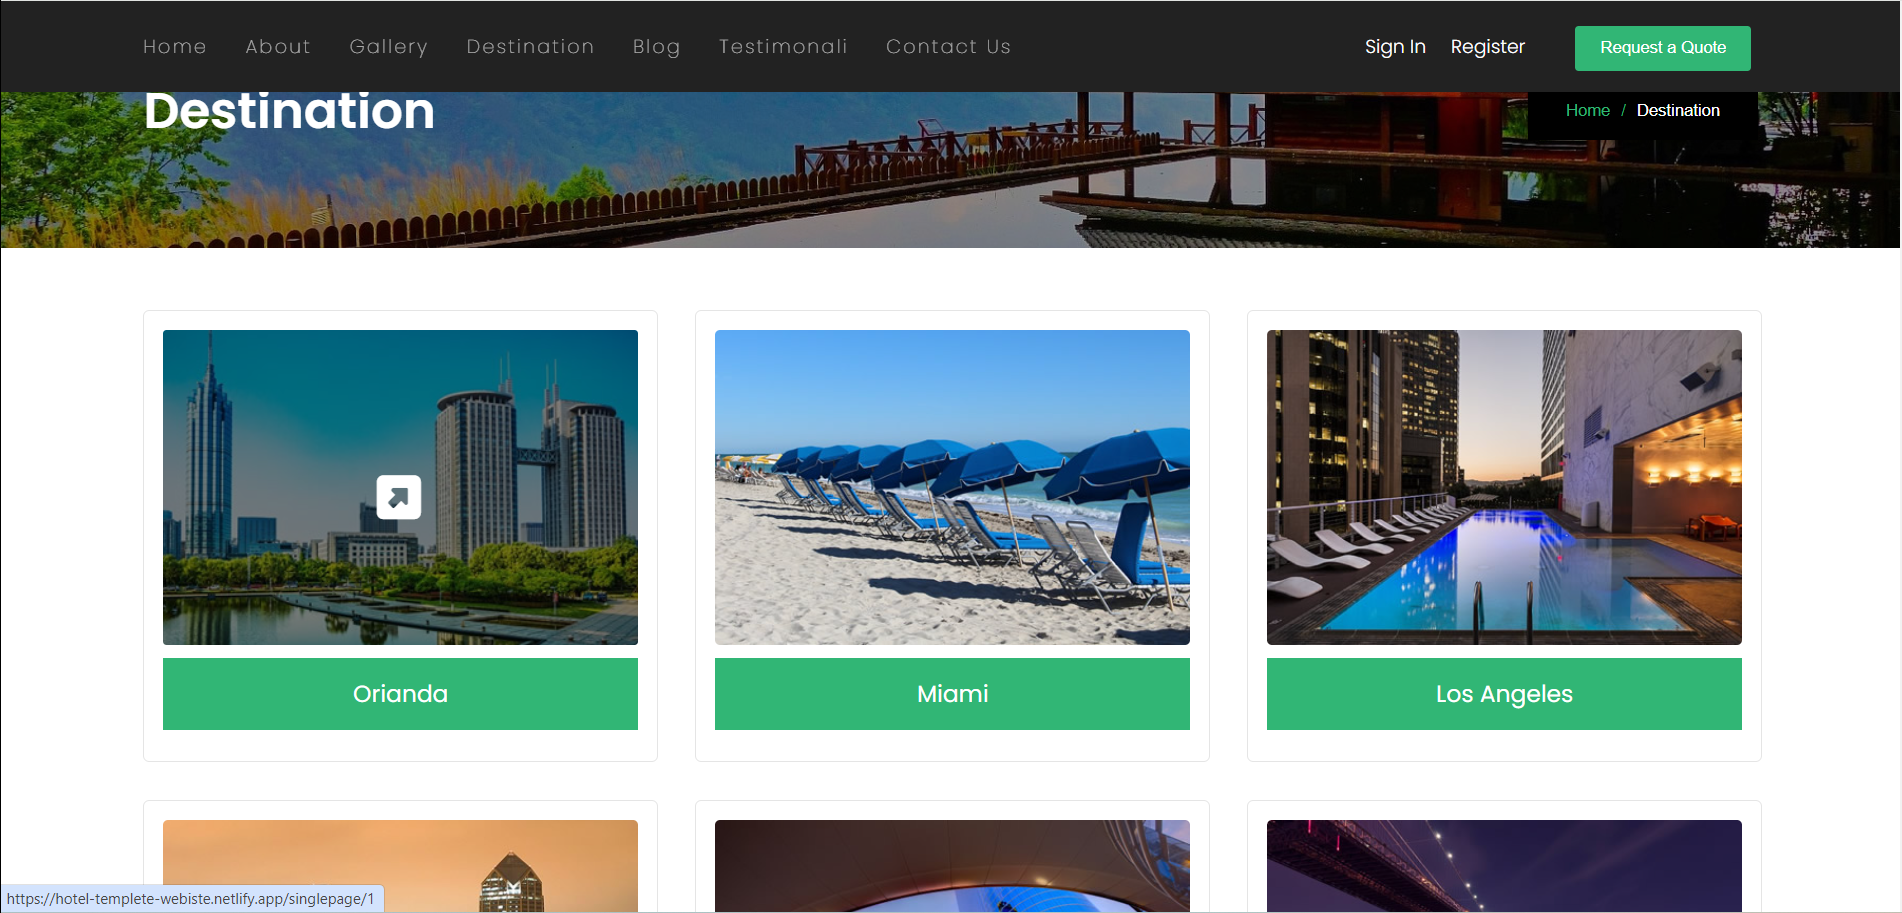 Home About Gallery Destination Blog Testimonali Contact Us Sign In Register Request a Quote
Destination
Home / Destination
Orianda Miami Los Angeles
https://hotel-templete-webiste.netlify.app/singlepage/1